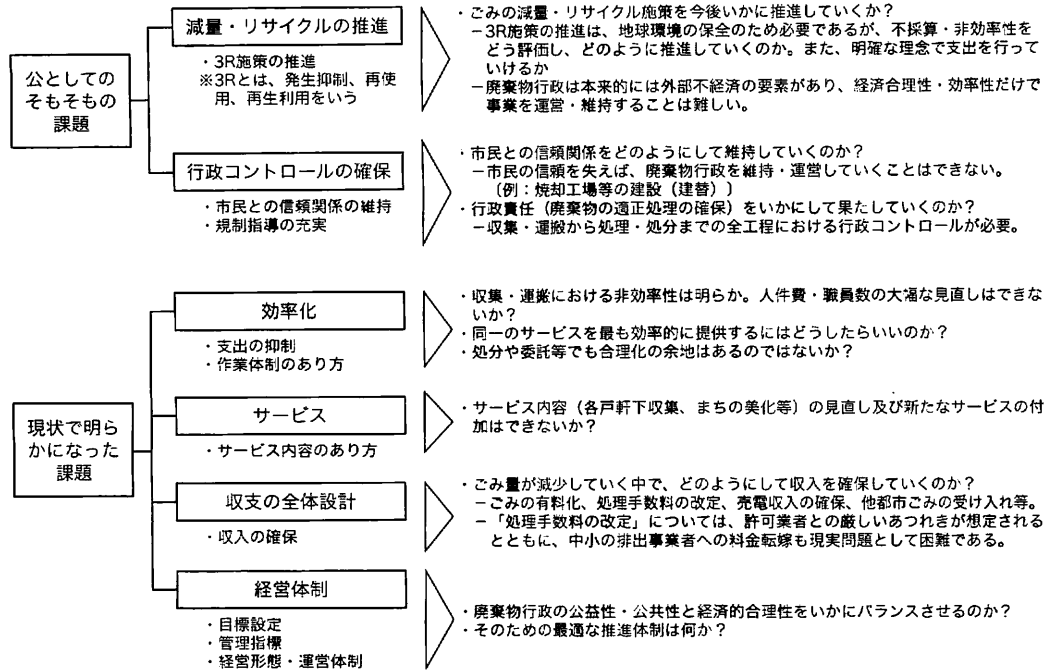 公としての
そもそもの
課題
減量・リサイクルの推進
・3R施策の推進
※3Rとは、発生抑制、再使
用、再生利用をいう
・ごみの減量・リサイクル施策を今後いかに推進していくか?
－3R施策の推進は、地球環境の保全のため必要であるが、不採算・非効率性を
どう評価し、どのように推進していくのか。また、明確な理念で支出を行って
いけるか
－廃棄物行政は本来的には外部不経済の要素があり、経済合理性・効率性だけで
事業を運営・維持することは難しい。
行政コントロールの確保
・市民との信頼関係の維持
・規制指導の充実
・市民との信頼関係をどのようにして維持していくのか?
－市民の信頼を失えば、廃棄物行政を維持・運営していくことはできない。
〔例：焼却工場等の建設（建替）〕
・行政責任（廃棄物の適正処理の確保）をいかにして果たしていくのか?
－収集・運搬から処理・処分までの全工程における行政コントロールが必要。
現状で明ら
かになった
課題
効率化
・支出の抑制
・作業体制のあり方
・収集・運搬における非効率性は明らか。人件費・職員数の大幅な見直しはできな
いか?
・同一のサービスを最も効率的に提供するにはどうしたらいいのか?
・処分や委託等でも合理化の余地はあるのではないか?
サービス
・サービス内容のあり方
・サービス内容（各戸軒下収集、まちの美化等）の見直し及び新たなサービスの付
加はできないか?
収支の全体設計
・収入の確保
・ごみ量が減少していく中で、どのようにして収入を確保していくのか?
－ごみの有料化、処理手数料の改定、売電収入の確保、他都市ごみの受け入れ等。
－「処理手数料の改定」については、許可業者との厳しいあつれきが想定される
とともに、中小の排出事業者への料金転嫁も現実問題として困難である。
経営体制
・目標設定
・管理指標
・経営形態・運営体制
・廃棄物行政の公益性・公共性と経済的合理性をいかにバランスさせるのか?
・そのための最適な推進体制は何か?